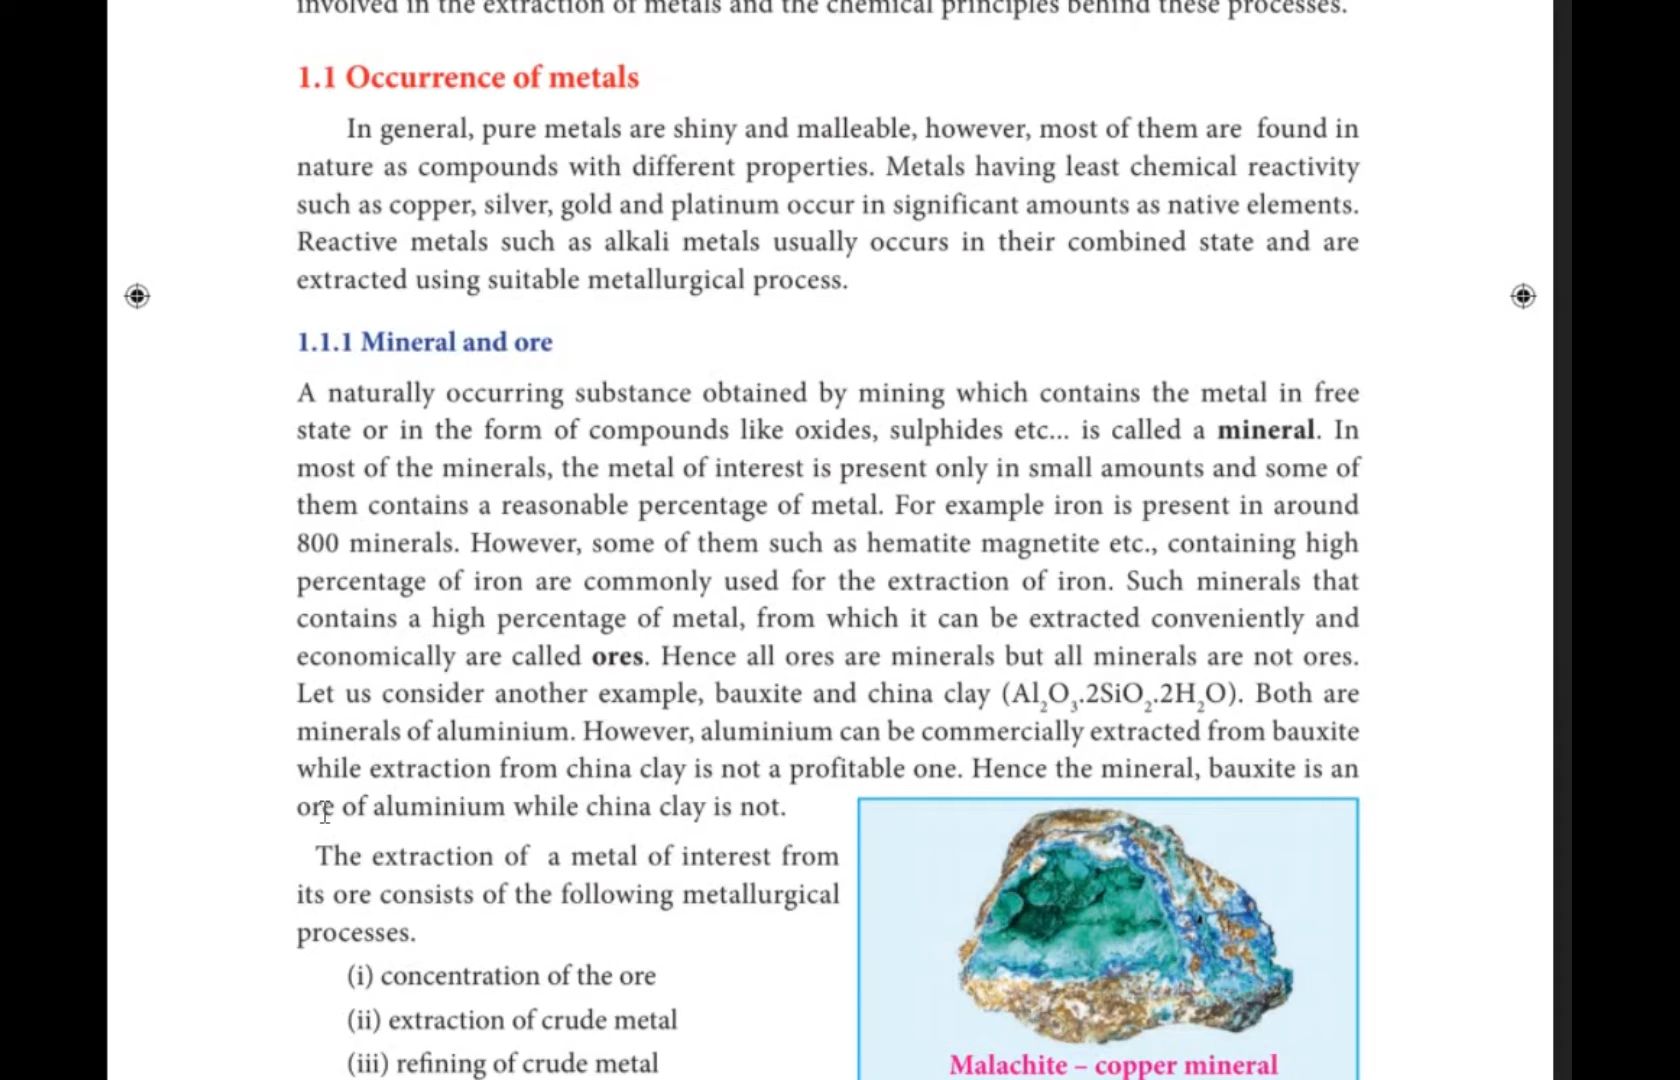 involved in the extraction of metals and the chemical principles behind these processes.
1.1 Occurrence of metals
In general, pure metals are shiny and malleable, however, most of them are found in
nature as compounds with different properties. Metals having least chemical reactivity
such as copper, silver, gold and platinum occur in significant amounts as native elements.
Reactive metals such as alkali metals usually occurs in their combined state and are
extracted using suitable metallurgical process.
1.1.1 Mineral and ore
A naturally occurring substance obtained by mining which contains the metal in free
state or in the form of compounds like oxides, sulphides etc... is called a mineral. In
most of the minerals, the metal of interest is present only in small amounts and some of
them contains a reasonable percentage of metal. For example iron is present in around
800 minerals. However, some of them such as hematite magnetite etc., containing high
percentage of iron are commonly used for the extraction of iron. Such minerals that
contains a high percentage of metal, from which it can be extracted conveniently and
economically are called ores. Hence all ores are minerals but all minerals are not ores.
Let us consider another example, bauxite and china clay (Al₂O₃.2SiO₂.2H₂O). Both are
minerals of aluminium. However, aluminium can be commercially extracted from bauxite
while extraction from china clay is not a profitable one. Hence the mineral, bauxite is an
ore of aluminium while china clay is not.
The extraction of a metal of interest from
its ore consists of the following metallurgical
processes.
(i) concentration of the ore
(ii) extraction of crude metal
(iii) refining of crude metal
Malachite – copper mineral